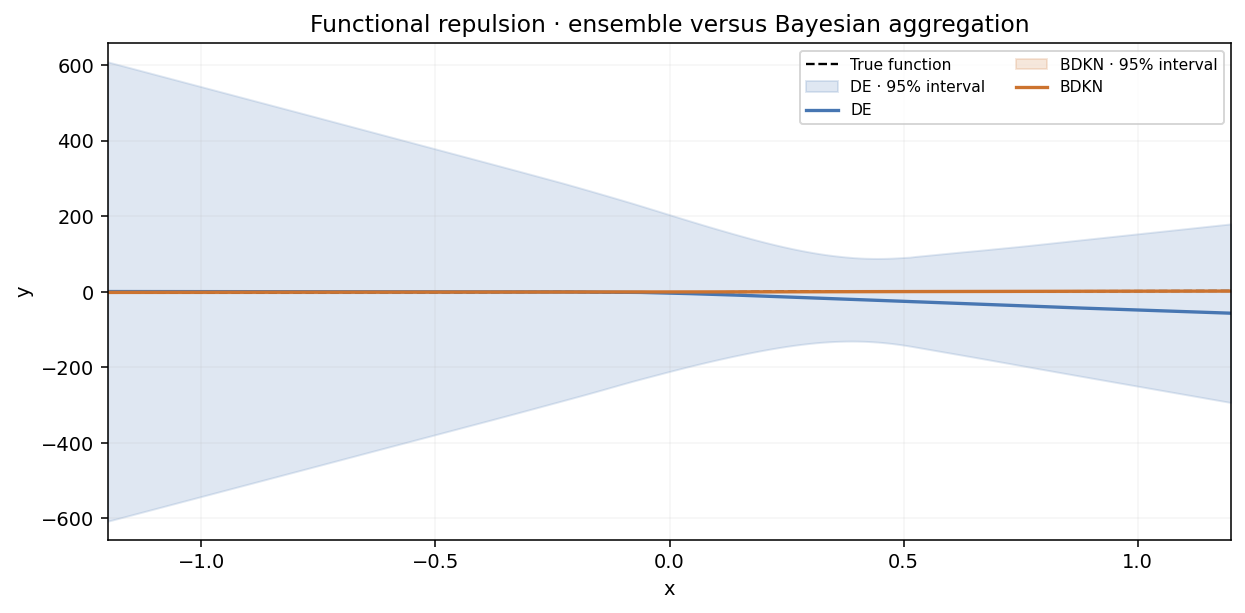 Functional repulsion · ensemble versus Bayesian aggregation
True function
DE · 95% interval
DE
BDKN · 95% interval
BDKN
y
600
400
200
0
−200
−400
−600
−1.0
−0.5
0.0
0.5
1.0
x